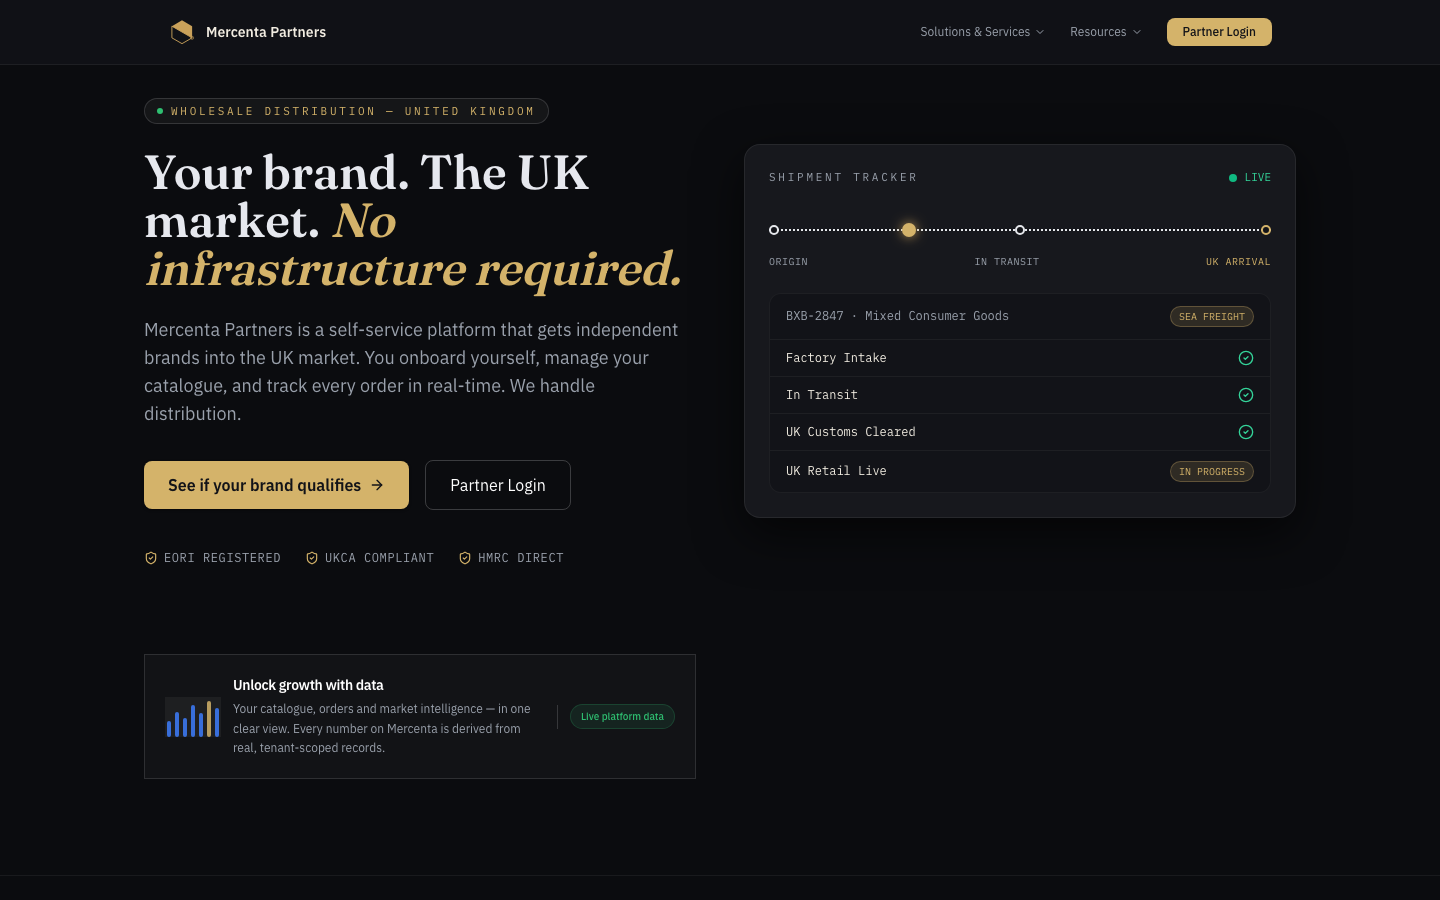 Mercenta Partners
Solutions & Services
Resources
Partner Login
WHOLESALE DISTRIBUTION — UNITED KINGDOM
Your brand. The UK
market. No
infrastructure required.
Mercenta Partners is a self-service platform that gets independent
brands into the UK market. You onboard yourself, manage your
catalogue, and track every order in real-time. We handle
distribution.
See if your brand qualifies →
Partner Login
EORI REGISTERED
UKCA COMPLIANT
HMRC DIRECT
SHIPMENT TRACKER
LIVE
ORIGIN
IN TRANSIT
UK ARRIVAL
BXB-2847 · Mixed Consumer Goods
SEA FREIGHT
Factory Intake
In Transit
UK Customs Cleared
UK Retail Live
IN PROGRESS
Unlock growth with data
Your catalogue, orders and market intelligence — in one
clear view. Every number on Mercenta is derived from
real, tenant-scoped records.
Live platform data